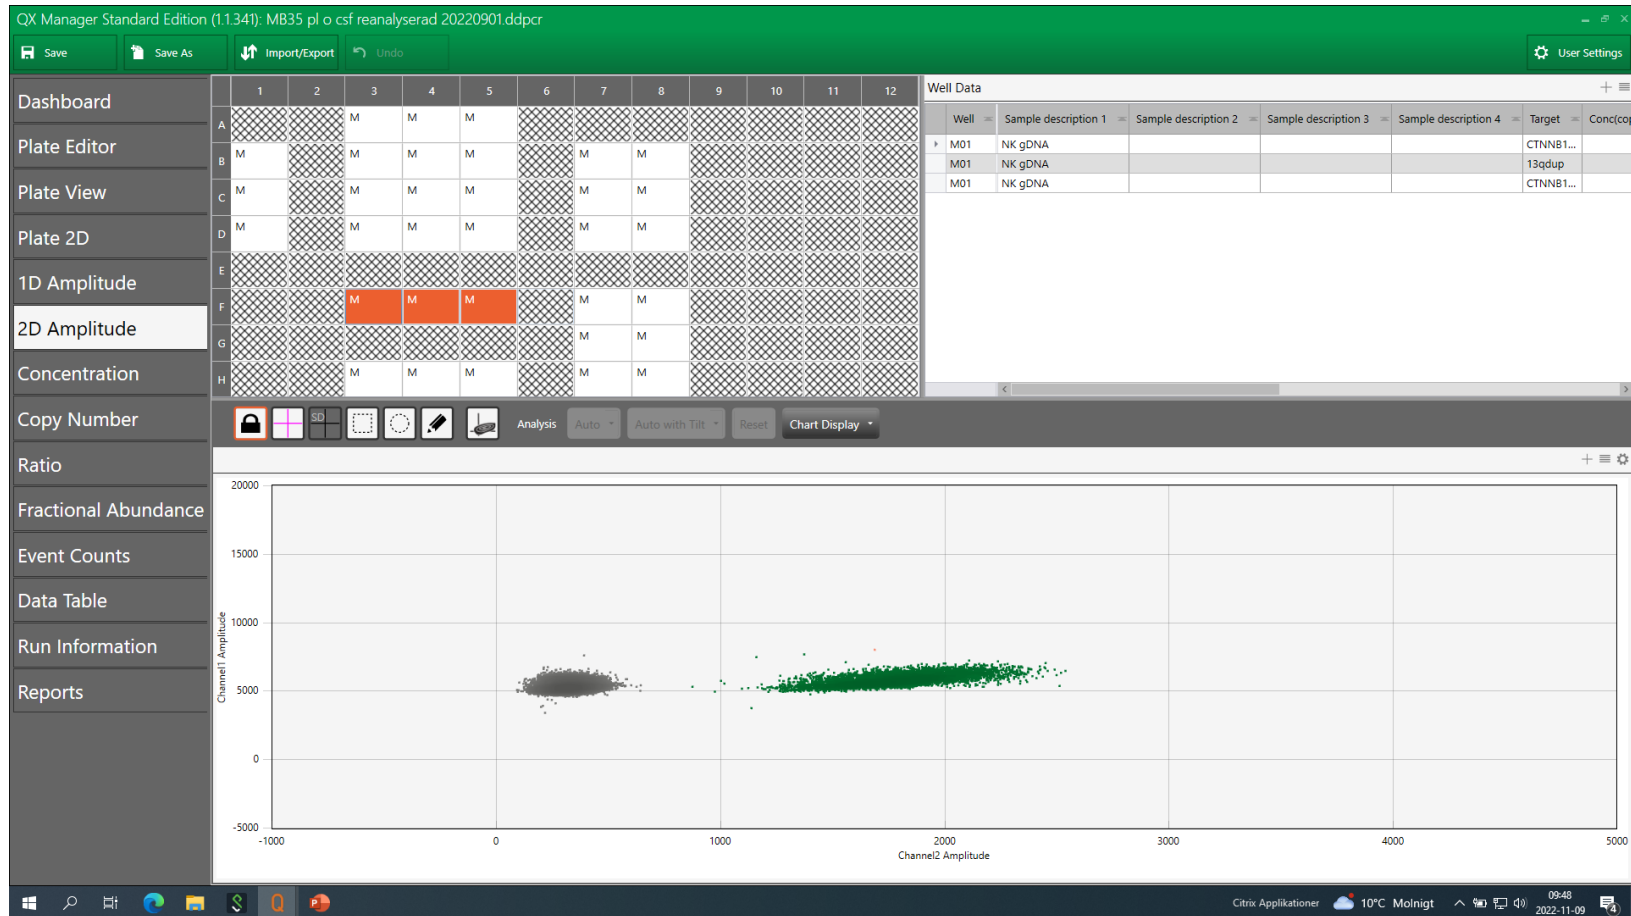 QX Manager Standard Edition (1.1.341): MB35 pl o csf reanalyserad 20220901.ddpcr
Save
Save As
Import/Export
Undo
User Settings
Dashboard
Plate Editor
Plate View
Plate 2D
1D Amplitude
2D Amplitude
Concentration
Copy Number
Ratio
Fractional Abundance
Event Counts
Data Table
Run Information
Reports
1 2 3 4 5 6 7 8 9 10 11 12
A M M M
B M M M M M M
C M M M M M M
D M M M M M M
E
F M M M M M
G M M
H M M M M M
Well Data
Well Sample description 1 Sample description 2 Sample description 3 Sample description 4 Target Conc(cop
M01 NK gDNA CTNNB1...
M01 NK gDNA 13qdup
M01 NK gDNA CTNNB1...
SD
Analysis
Auto
Auto with Tilt
Reset
Chart Display
20000
15000
10000
5000
0
-5000
Channel1 Amplitude
-1000 0 1000 2000 3000 4000 5000
Channel2 Amplitude
Citrix Applikationer
10°C Molnigt
09:48
2022-11-09
4